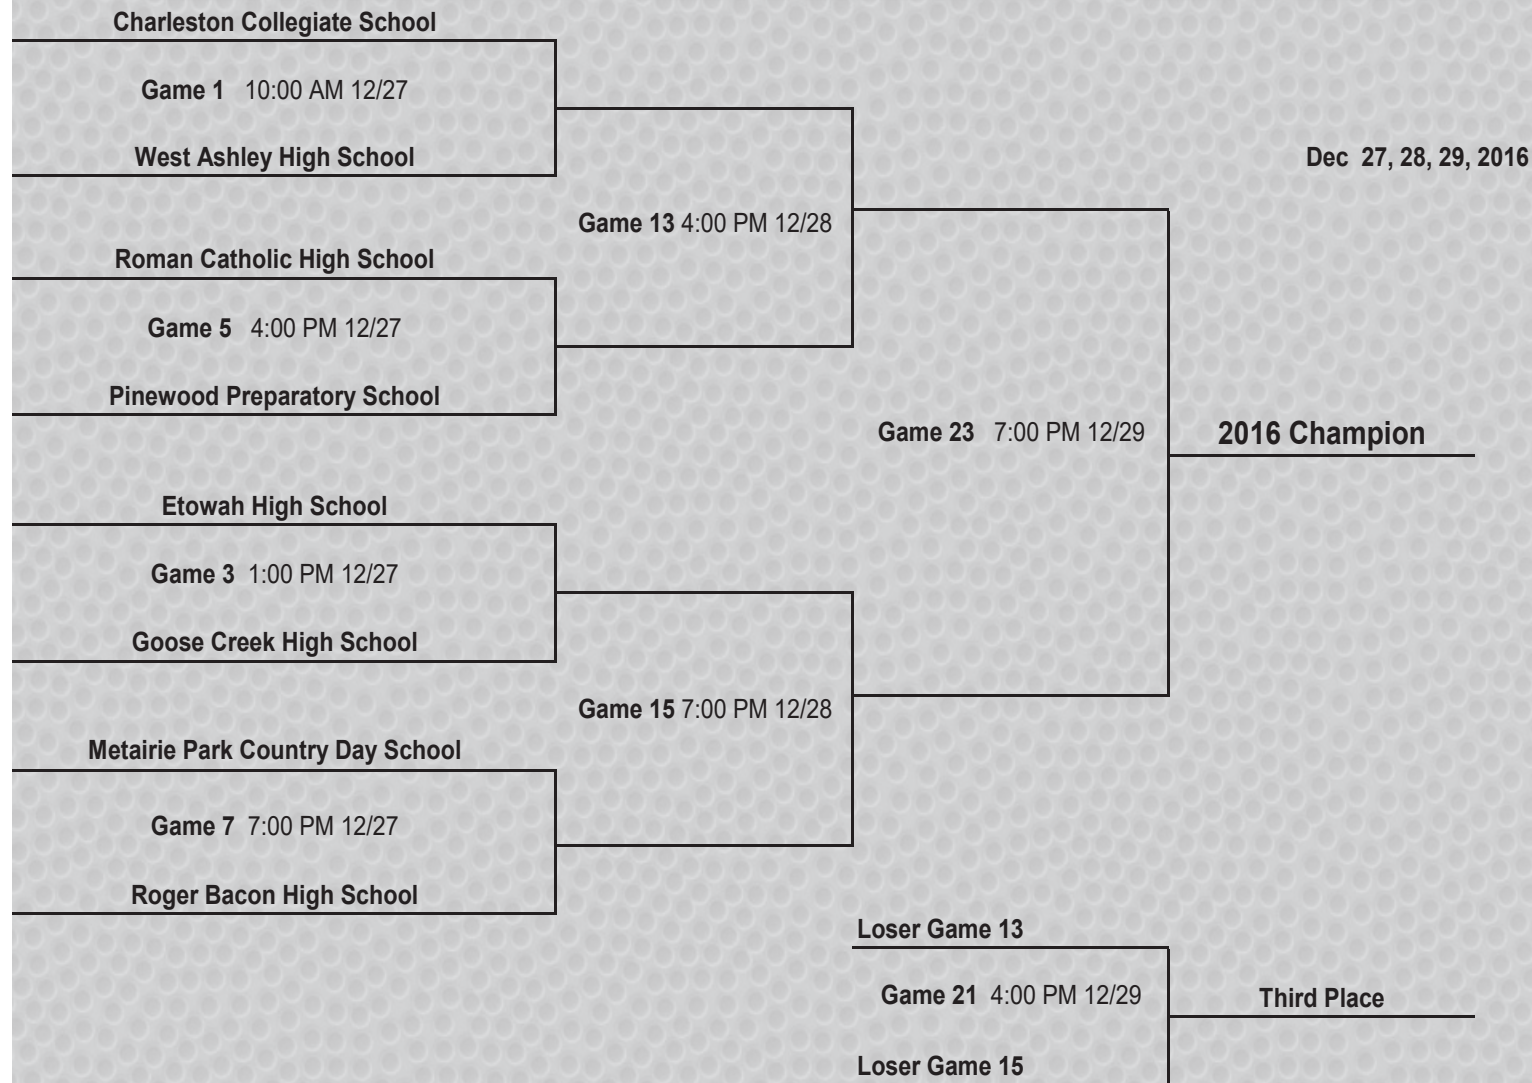 Charleston Collegiate School
Game 1 10:00 AM 12/27
West Ashley High School
Dec 27, 28, 29, 2016
Game 13 4:00 PM 12/28
Roman Catholic High School
Game 5 4:00 PM 12/27
Pinewood Preparatory School
Game 23 7:00 PM 12/29
2016 Champion
Etowah High School
Game 3 1:00 PM 12/27
Goose Creek High School
Game 15 7:00 PM 12/28
Metairie Park Country Day School
Game 7 7:00 PM 12/27
Roger Bacon High School
Loser Game 13
Game 21 4:00 PM 12/29
Third Place
Loser Game 15